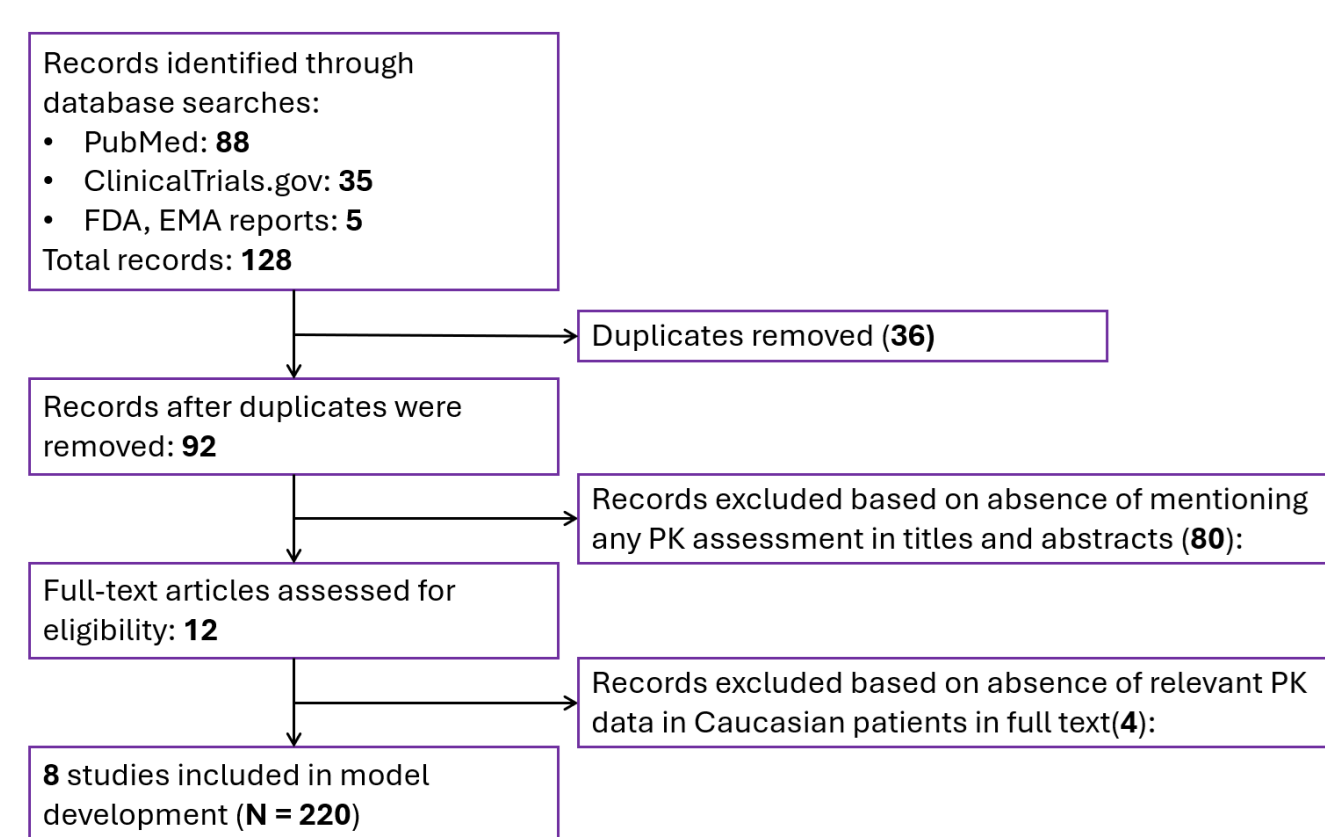 Records identified through
database searches:
• PubMed: 88
• ClinicalTrials.gov: 35
• FDA, EMA reports: 5
Total records: 128
Duplicates removed (36)
Records after duplicates were
removed: 92
Records excluded based on absence of mentioning
any PK assessment in titles and abstracts (80):
Full-text articles assessed for
eligibility: 12
Records excluded based on absence of relevant PK
data in Caucasian patients in full text(4):
8 studies included in model
development (N = 220)